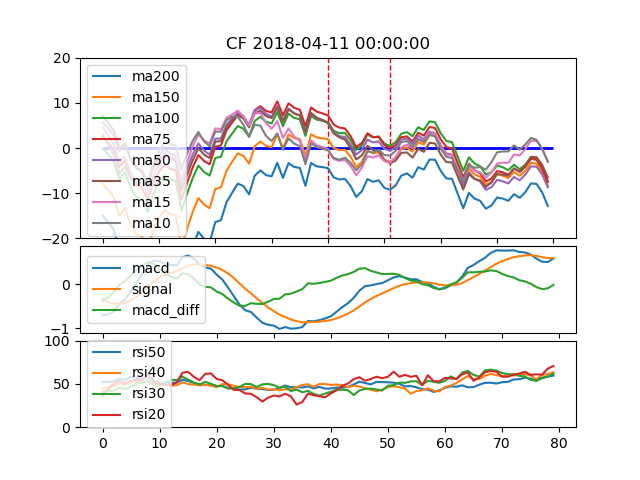 CF 2018-04-11 00:00:00
20
10
0
−10
−20
ma200
ma150
ma100
ma75
ma50
ma35
ma15
ma10
0
−1
macd
signal
macd_diff
100
50
0
rsi50
rsi40
rsi30
rsi20
0 10 20 30 40 50 60 70 80